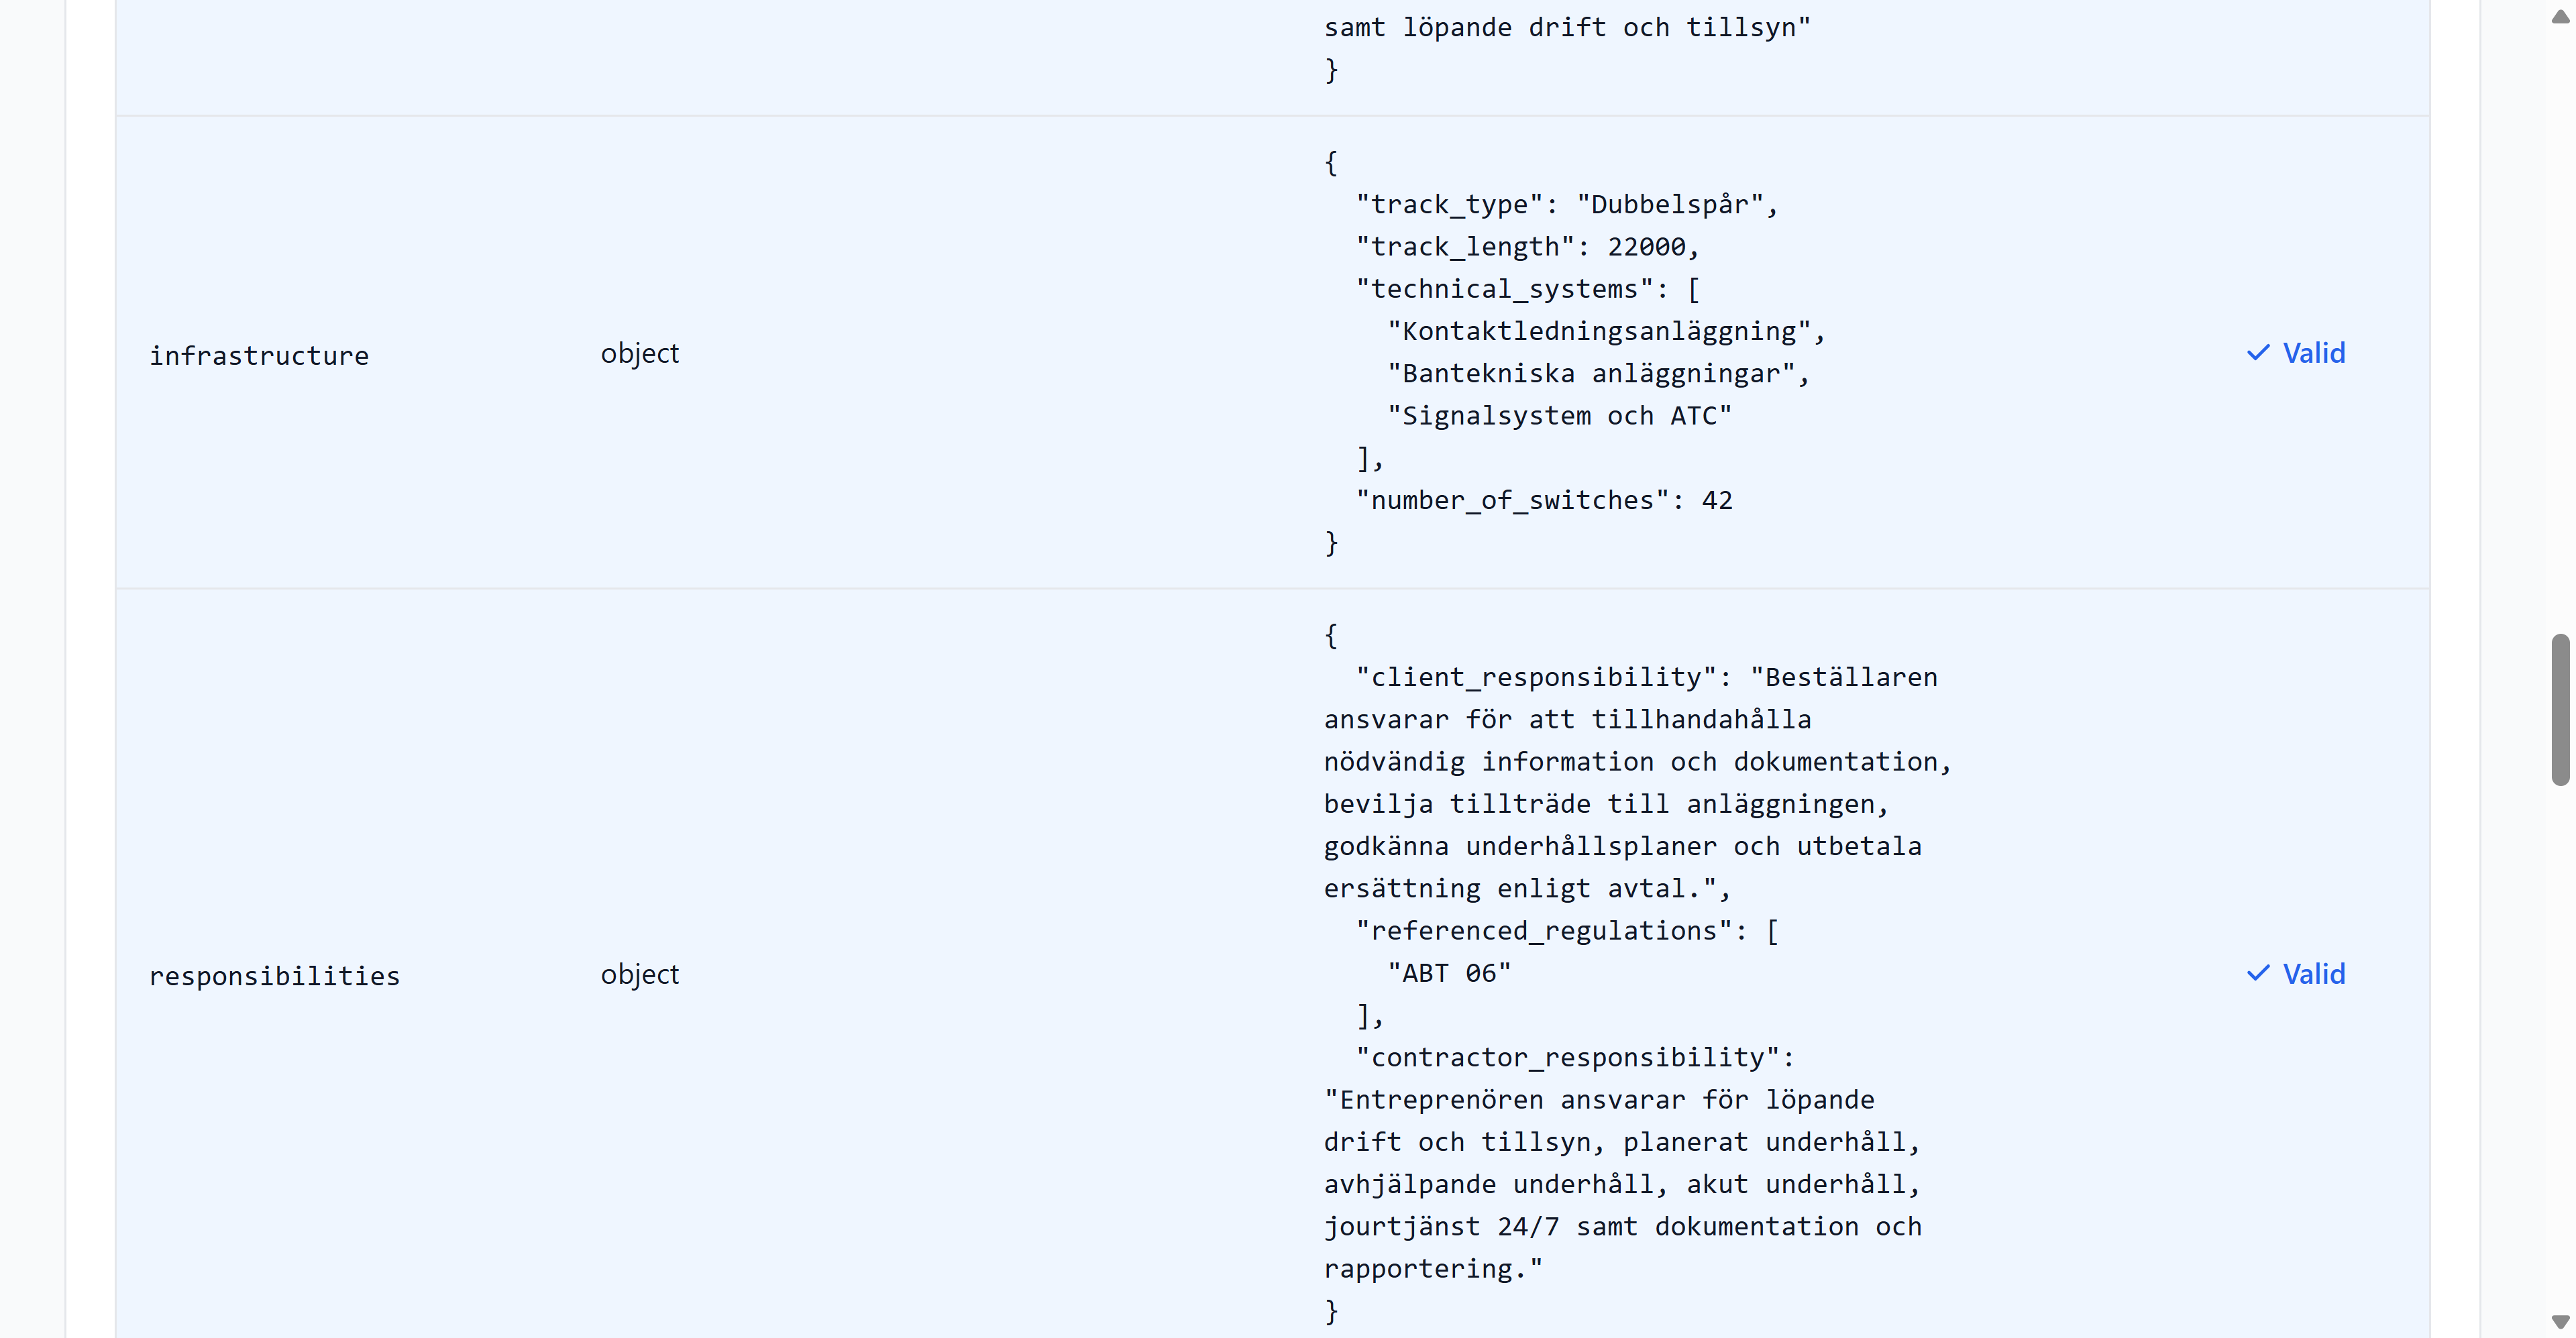 samt löpande drift och tillsyn"
}
infrastructure
object
{
  "track_type": "Dubbelspår",
  "track_length": 22000,
  "technical_systems": [
    "Kontaktledningsanläggning",
    "Bantekniska anläggningar",
    "Signalsystem och ATC"
  ],
  "number_of_switches": 42
}
Valid
responsibilities
object
{
  "client_responsibility": "Beställaren
ansvarar för att tillhandahålla
nödvändig information och dokumentation,
bevilja tillträde till anläggningen,
godkänna underhållsplaner och utbetala
ersättning enligt avtal.",
  "referenced_regulations": [
    "ABT 06"
  ],
  "contractor_responsibility":
"Entreprenören ansvarar för löpande
drift och tillsyn, planerat underhåll,
avhjälpande underhåll, akut underhåll,
jourtjänst 24/7 samt dokumentation och
rapportering."
}
Valid